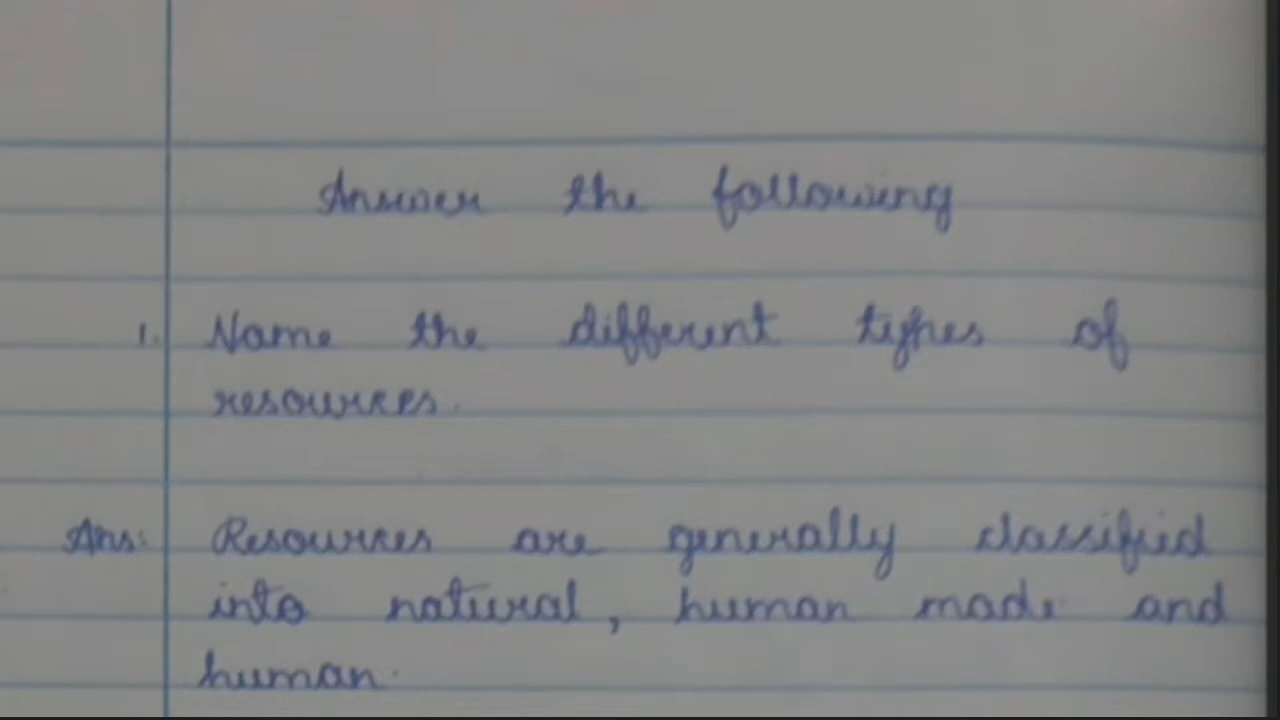 Answer the following
1. Name the different types of
resources.
Ans: Resources are generally classified
into natural, human made and
human.